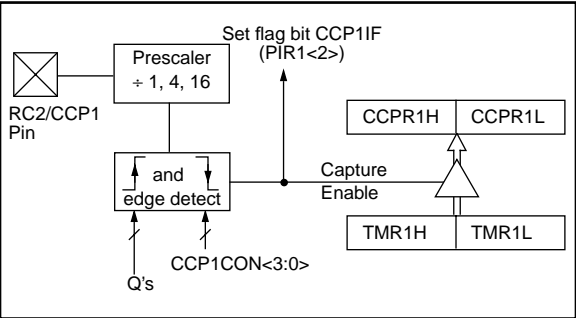 Set flag bit CCP1IF
(PIR1<2>)
Prescaler
÷ 1, 4, 16
RC2/CCP1
Pin
CCPR1H
CCPR1L
and
edge detect
Capture
Enable
TMR1H
TMR1L
CCP1CON<3:0>
Q's